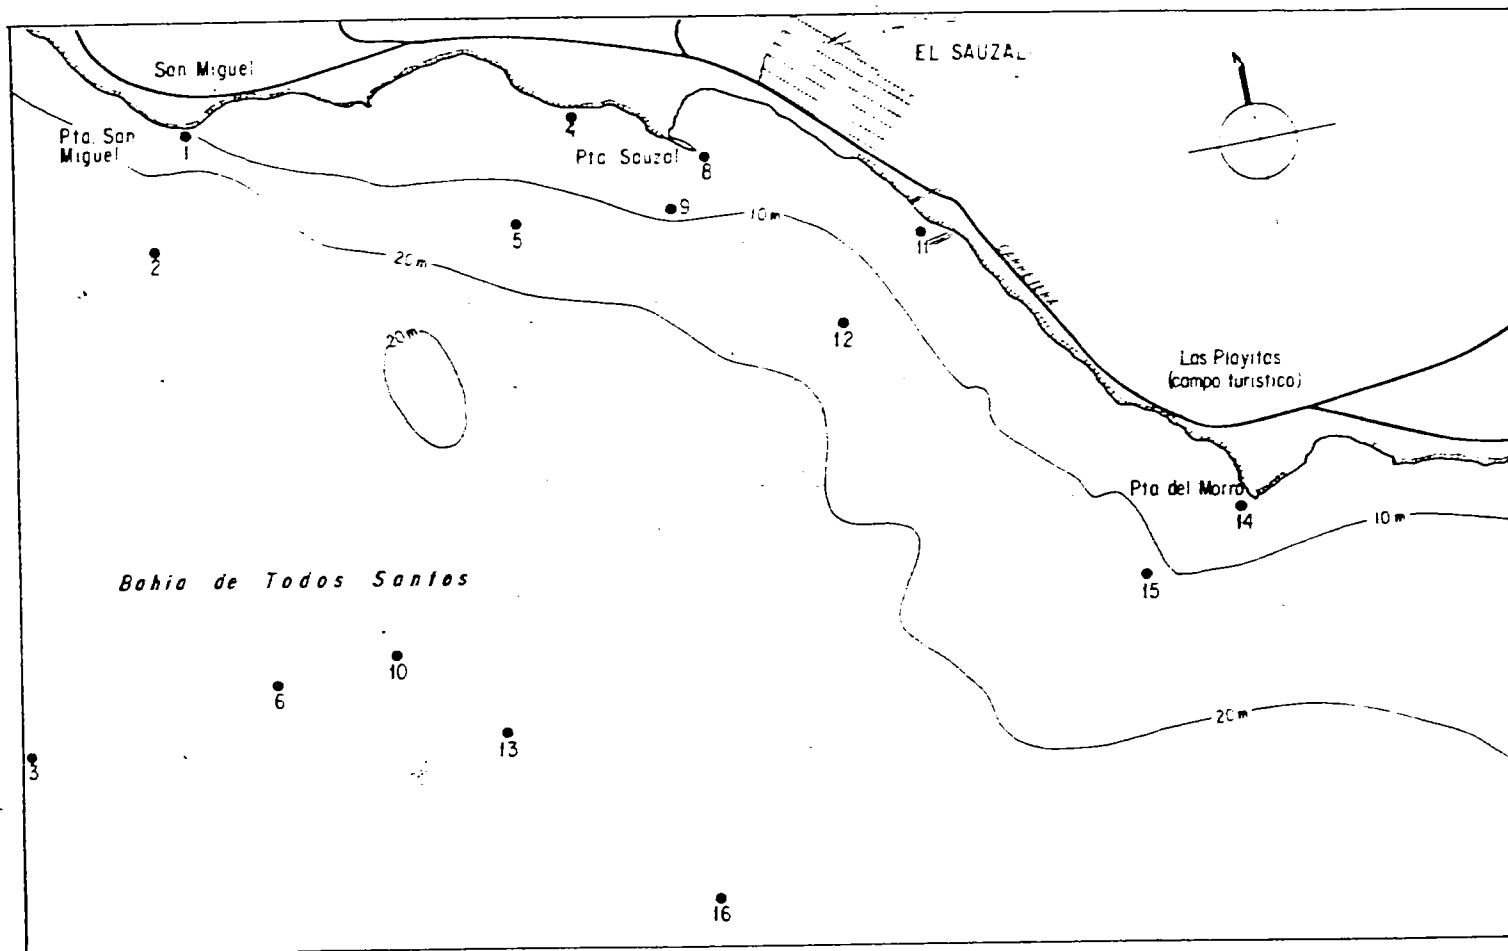 EL SAUZAL
San Miguel
Pta. San
Miguel
1
4
Pta Sauzal
8
9
10m
5
11
2
20m
12
20m
Las Playitas
(campo turistico)
Pta del Morro
14
10m
15
Bahia de Todos Santos
10
6
13
20m
3
16